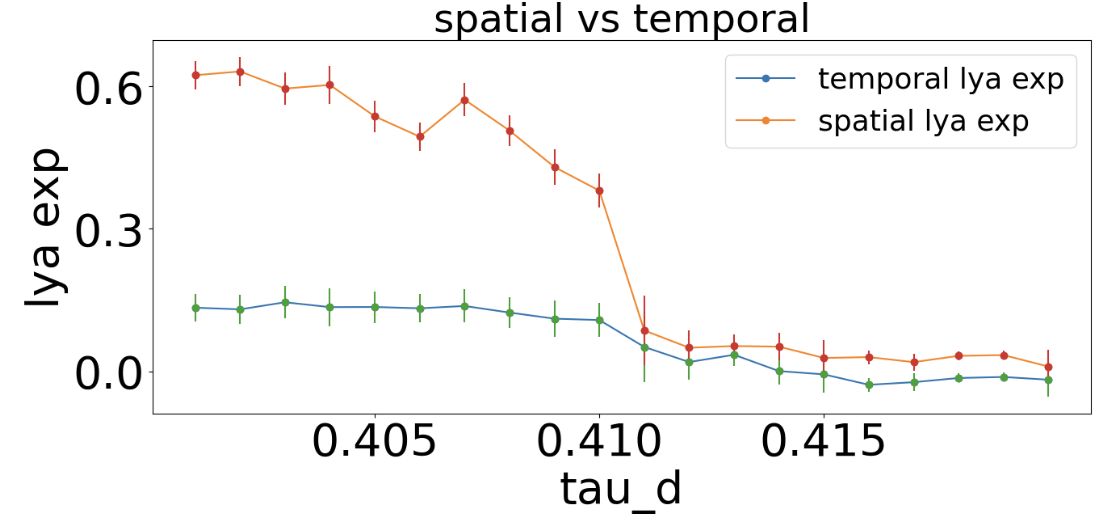 spatial vs temporal
temporal lya exp
spatial lya exp
lya exp
0.6
0.3
0.0
0.405 0.410 0.415
tau_d